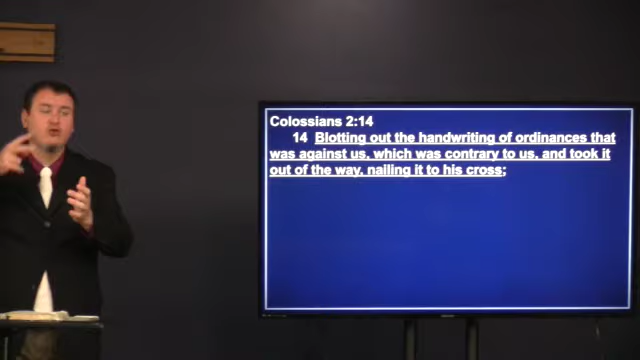 Colossians 2:14
14 Blotting out the handwriting of ordinances that
was against us, which was contrary to us, and took it
out of the way, nailing it to his cross;